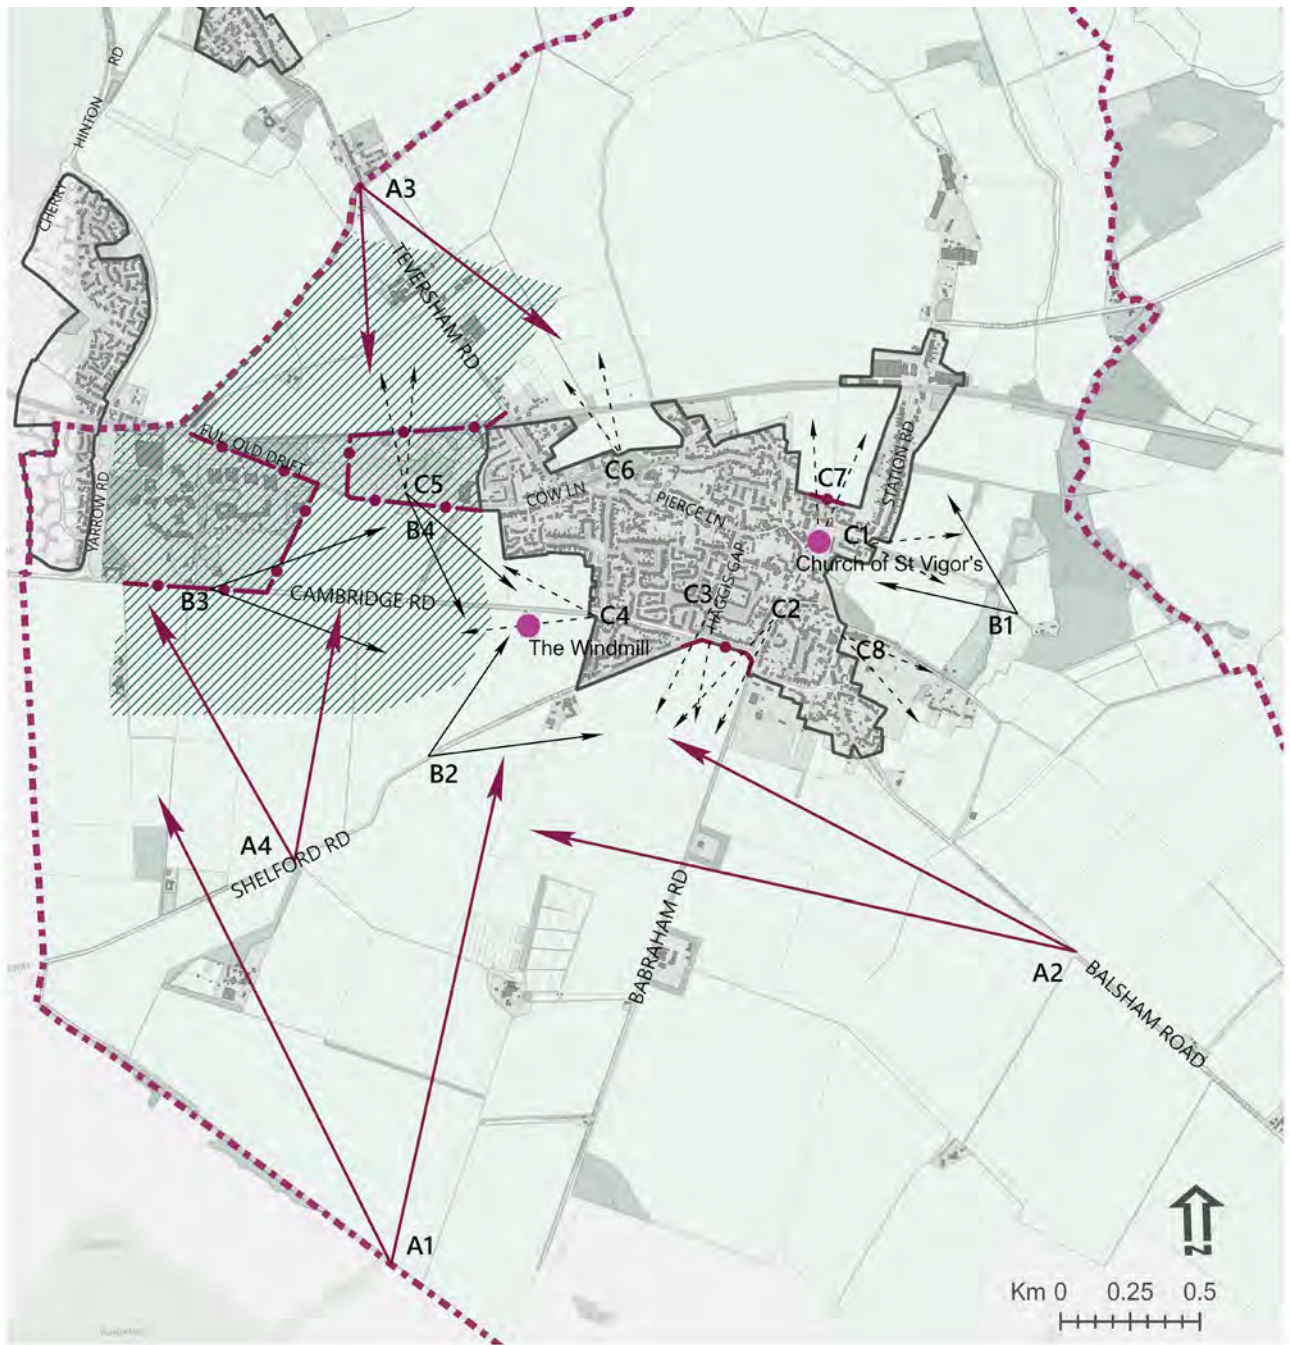 RD
HINTON
CHERRY
A3
TEVERSHAM RD
FUL. OLD DRIFT
YARROW RD
C5
B4
COW LN
C6
PIERCE LN
C7
STATION RD
C1
Church of St Vigor's
HAGGIS GAP
B3
CAMBRIDGE RD
C4
C3
C2
B1
The Windmill
C8
B2
A4
SHELFORD RD
BABRAHAM RD
A2
BALSHAM ROAD
A1
N
Km 0 0.25 0.5